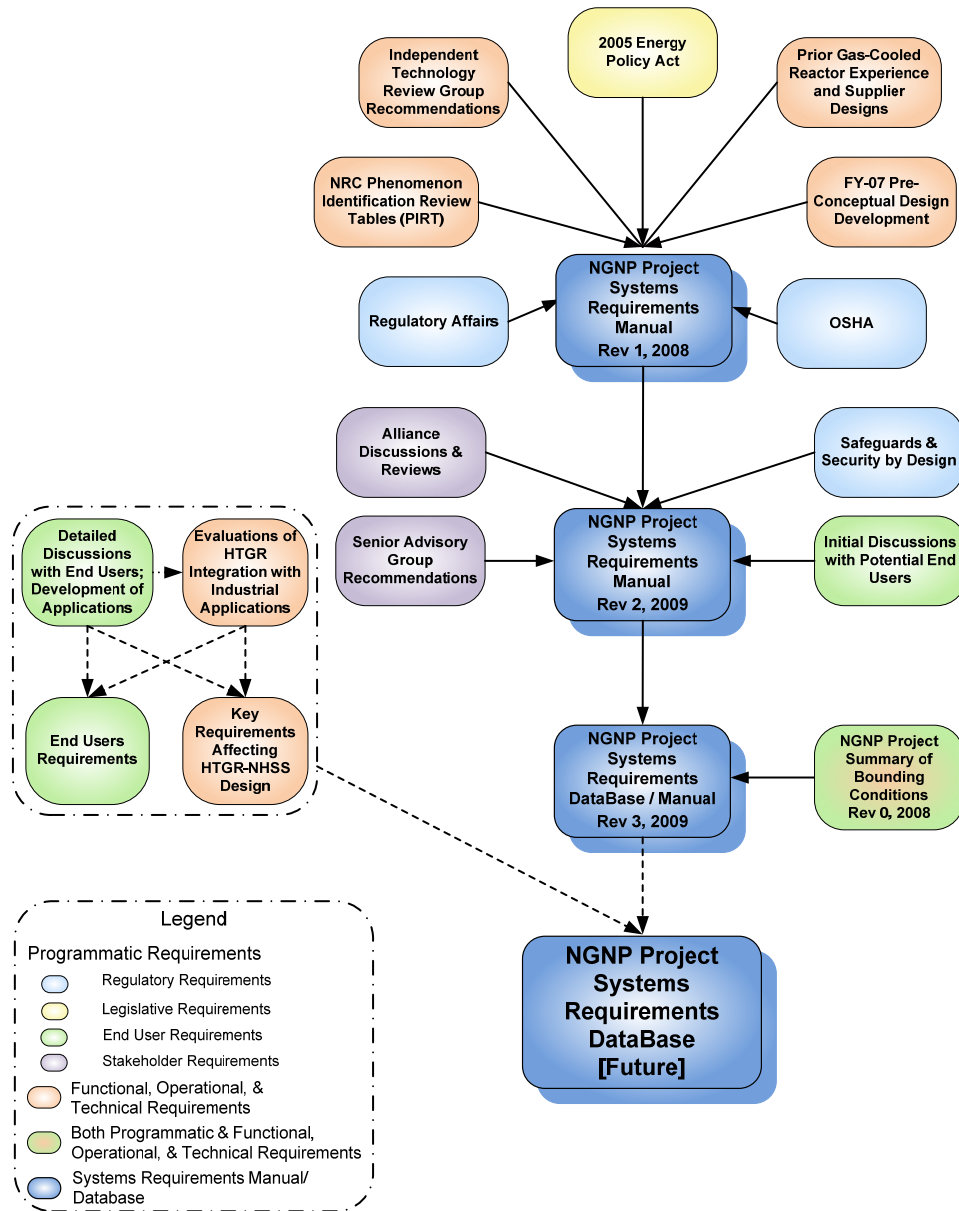 Independent
Technology
Review Group
Recommendations
2005 Energy
Policy Act
Prior Gas-Cooled
Reactor Experience
and Supplier
Designs
NRC Phenomenon
Identification Review
Tables (PIRT)
FY-07 Pre-
Conceptual Design
Development
Regulatory Affairs
NGNP Project
Systems
Requirements
Manual
Rev 1, 2008
OSHA
Alliance
Discussions &
Reviews
Safeguards &
Security by Design
Senior Advisory
Group
Recommendations
NGNP Project
Systems
Requirements
Manual
Rev 2, 2009
Initial Discussions
with Potential End
Users
Detailed
Discussions
with End Users;
Development of
Applications
Evaluations of
HTGR
Integration with
Industrial
Applications
End Users
Requirements
Key
Requirements
Affecting
HTGR-NHSS
Design
NGNP Project
Systems
Requirements
DataBase / Manual
Rev 3, 2009
NGNP Project
Summary of
Bounding
Conditions
Rev 0, 2008
NGNP Project
Systems
Requirements
DataBase
[Future]
Legend
Programmatic Requirements
Regulatory Requirements
Legislative Requirements
End User Requirements
Stakeholder Requirements
Functional, Operational, &
Technical Requirements
Both Programmatic & Functional,
Operational, & Technical Requirements
Systems Requirements Manual/
Database